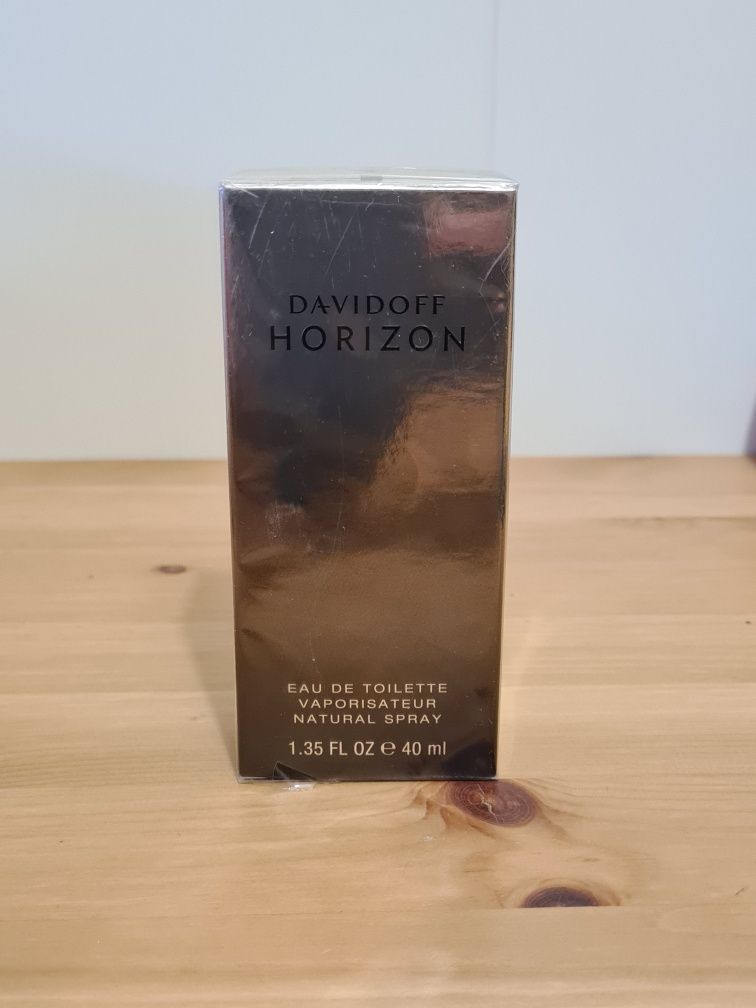 DAVIDOFF
HORIZON
EAU DE TOILETTE
VAPORISATEUR
NATURAL SPRAY
1.35 FL OZ ℮ 40 ml